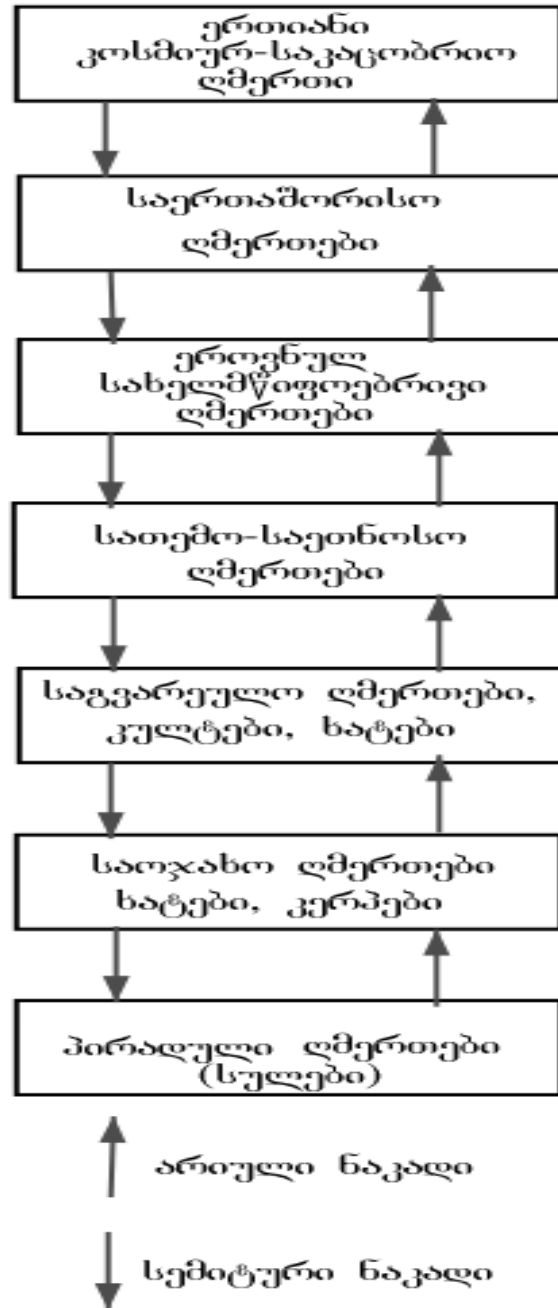 ერთიანი
კოსმიურ-საკაცობრიო
ღმერთი
საერთაშორისო
ღმერთები
ეროვნულ
სახელმწიფოებრივი
ღმერთები
სათემო-საეთნოსო
ღმერთები
საგვარეულო ღმერთები,
კულტები, ხატები
საოჯახო ღმერთები
ხატები, კერპები
პირადული ღმერთები
(სულები)
არიული ნაკადი
სემიტური ნაკადი